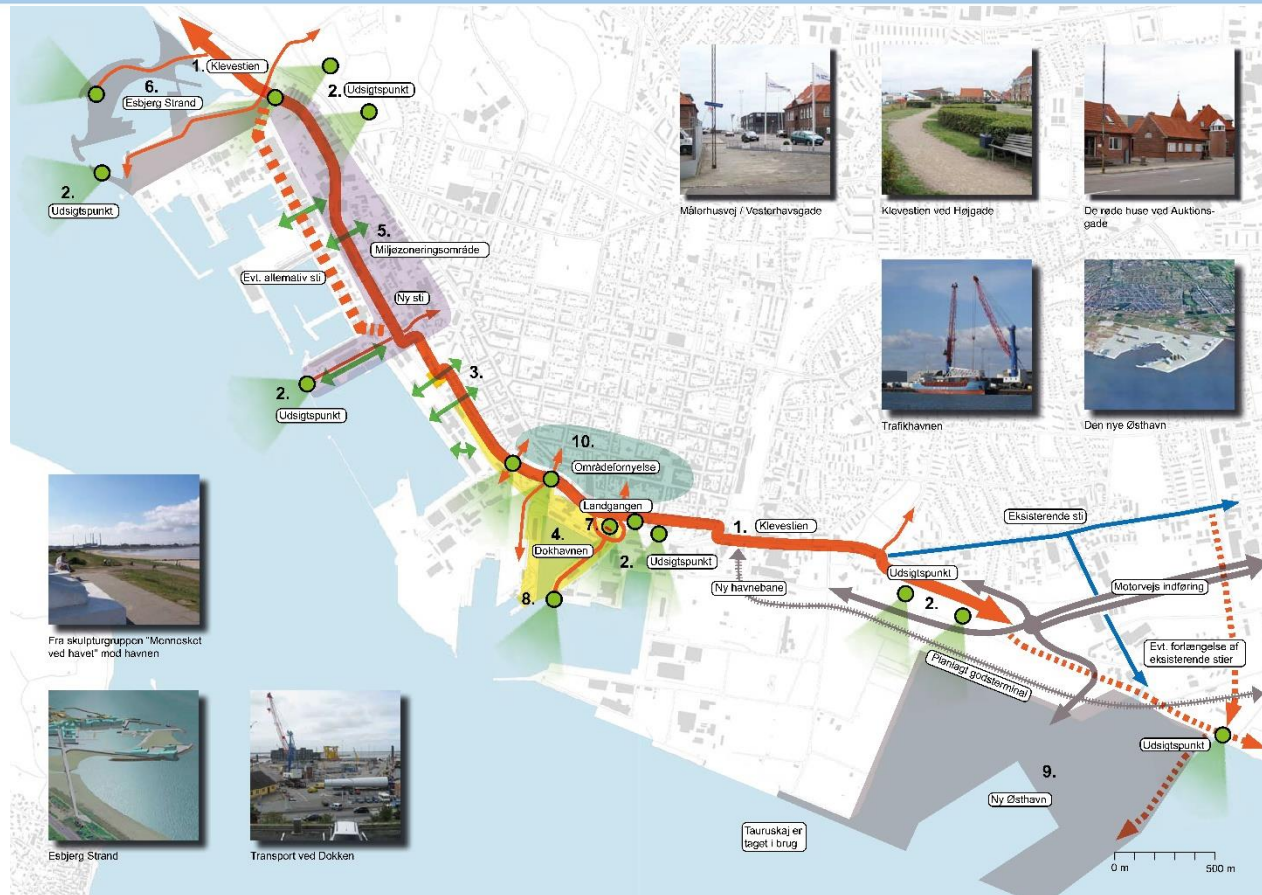 1.
Klevestien
6.
Esbjerg Strand
2.
Udsigtspunkt
2.
Udsigtspunkt
5.
Miljøzoneringsområde
Evt. alternativ sti
Ny sti
2.
Udsigtspunkt
3.
10.
Områdefornyelse
Landgangen
7.
4.
Dokhavnen
2.
Udsigtspunkt
8.
1.
Klevestien
Ny havnebane
Eksisterende sti
Udsigtspunkt
2.
Motorvejs indføring
Planlagt godsterminal
Evt. forlængelse af
eksisterende stier
Udsigtspunkt
9.
Ny Østhavn
Tauruskaj er
taget i brug
0 m
500 m
Målerhusvej / Vesterhavsgade
Klevestien ved Højgade
De røde huse ved Auktions-
gade
Trafikhavnen
Den nye Østhavn
Fra skulpturgruppen "Mennesket
ved havet" mod havnen
Esbjerg Strand
Transport ved Dokken